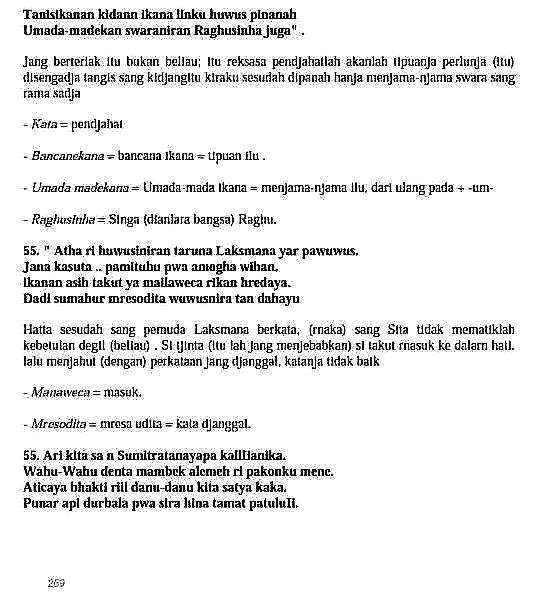 Tanisikanan kidann ikana linku huwus pinanah
Umada-madekan swaraniran Raghusinha juga" .
Jang berteriak itu bukan beliau; itu reksasa pendjahatlah akanlah tipuanja perlunja (itu)
disengadja tangis sang kidjangitu kiraku sesudah dipanah hanja menjama-njama swara sang
rama sadja
- Kata = pendjahat
- Bancanekana = bancana ikana = tipuan itu .
- Umada madekana = Umada-mada ikana = menjama-njama itu, dari ulang pada + -um-
- Raghusinha = Singa (diantara bangsa) Raghu.
55. " Atha ri huwusiniran taruna Laksmana yar pawuwus.
Jana kasuta .. pamituhu pwa amogha wihan,
Ikanan asih takut ya manaweca rikan hredaya.
Dadi sumahur mresodita wuwusnira tan dahayu
Hatta sesudah sang pemuda Laksmana berkata, (rnaka) sang Sita tidak mematiklah
kebetulan degil (beliau) . Si tjinta (itu lah jang menjebabkan) si takut rnasuk ke dalarn hati.
lalu menjahut (dengan) perkataan jang djanggal, katanja tidak baik
- Manaweca = masuk.
- Mresodita = mresa udita = kata djanggal.
55. Ari kita sa n Sumitratanayapa kalllianika.
Wahu-Wahu denta mambek alemeh ri pakonku mene.
Aticaya bhakti riil danu-danu kita satya kaka.
Punar api durbala pwa sira hina tamat patuluIi.
269